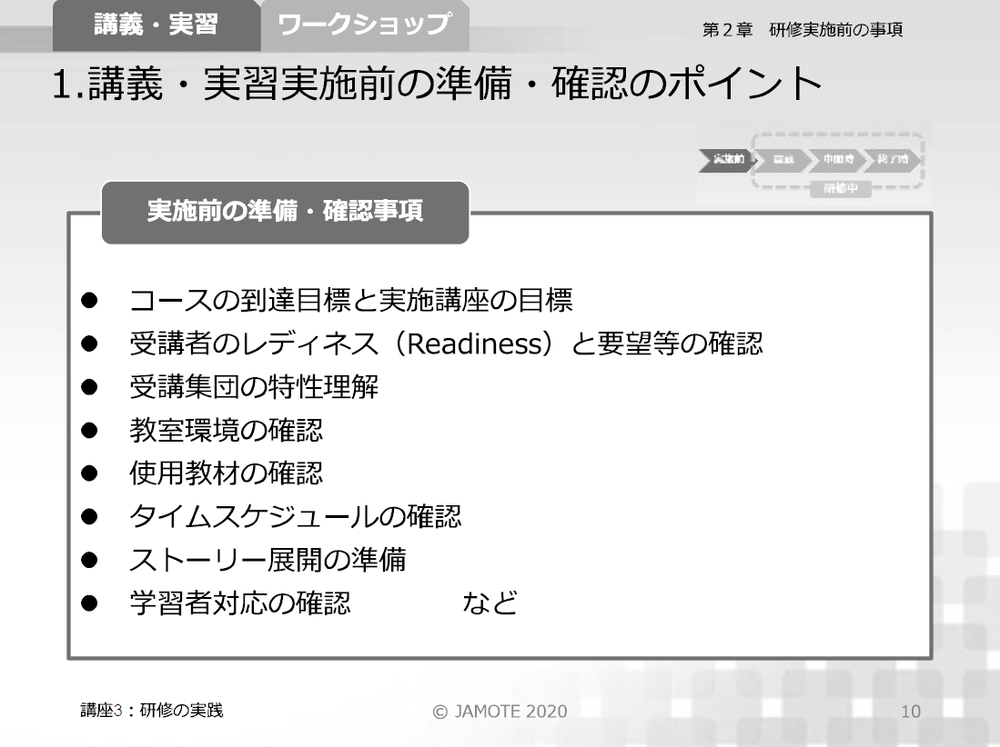 講義・実習
ワークショップ
第２章　研修実施前の事項
1.講義・実習実施前の準備・確認のポイント
実施前
中間時
終了時
研修中
実施前の準備・確認事項
● コースの到達目標と実施講座の目標
● 受講者のレディネス（Readiness）と要望等の確認
● 受講集団の特性理解
● 教室環境の確認
● 使用教材の確認
● タイムスケジュールの確認
● ストーリー展開の準備
● 学習者対応の確認　　　　など
講座3：研修の実践
© JAMOTE 2020
10